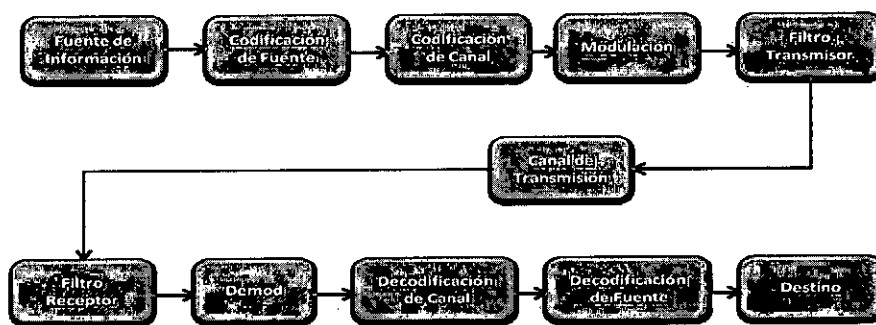 Fuente de
Información
Codificación
de Fuente
Codificación
de Canal
Modulación
Filtro
Transmisor
Canal de
Transmisión
Filtro
Receptor
Demod
Decodificación
de Canal
Decodificación
de Fuente
Destino